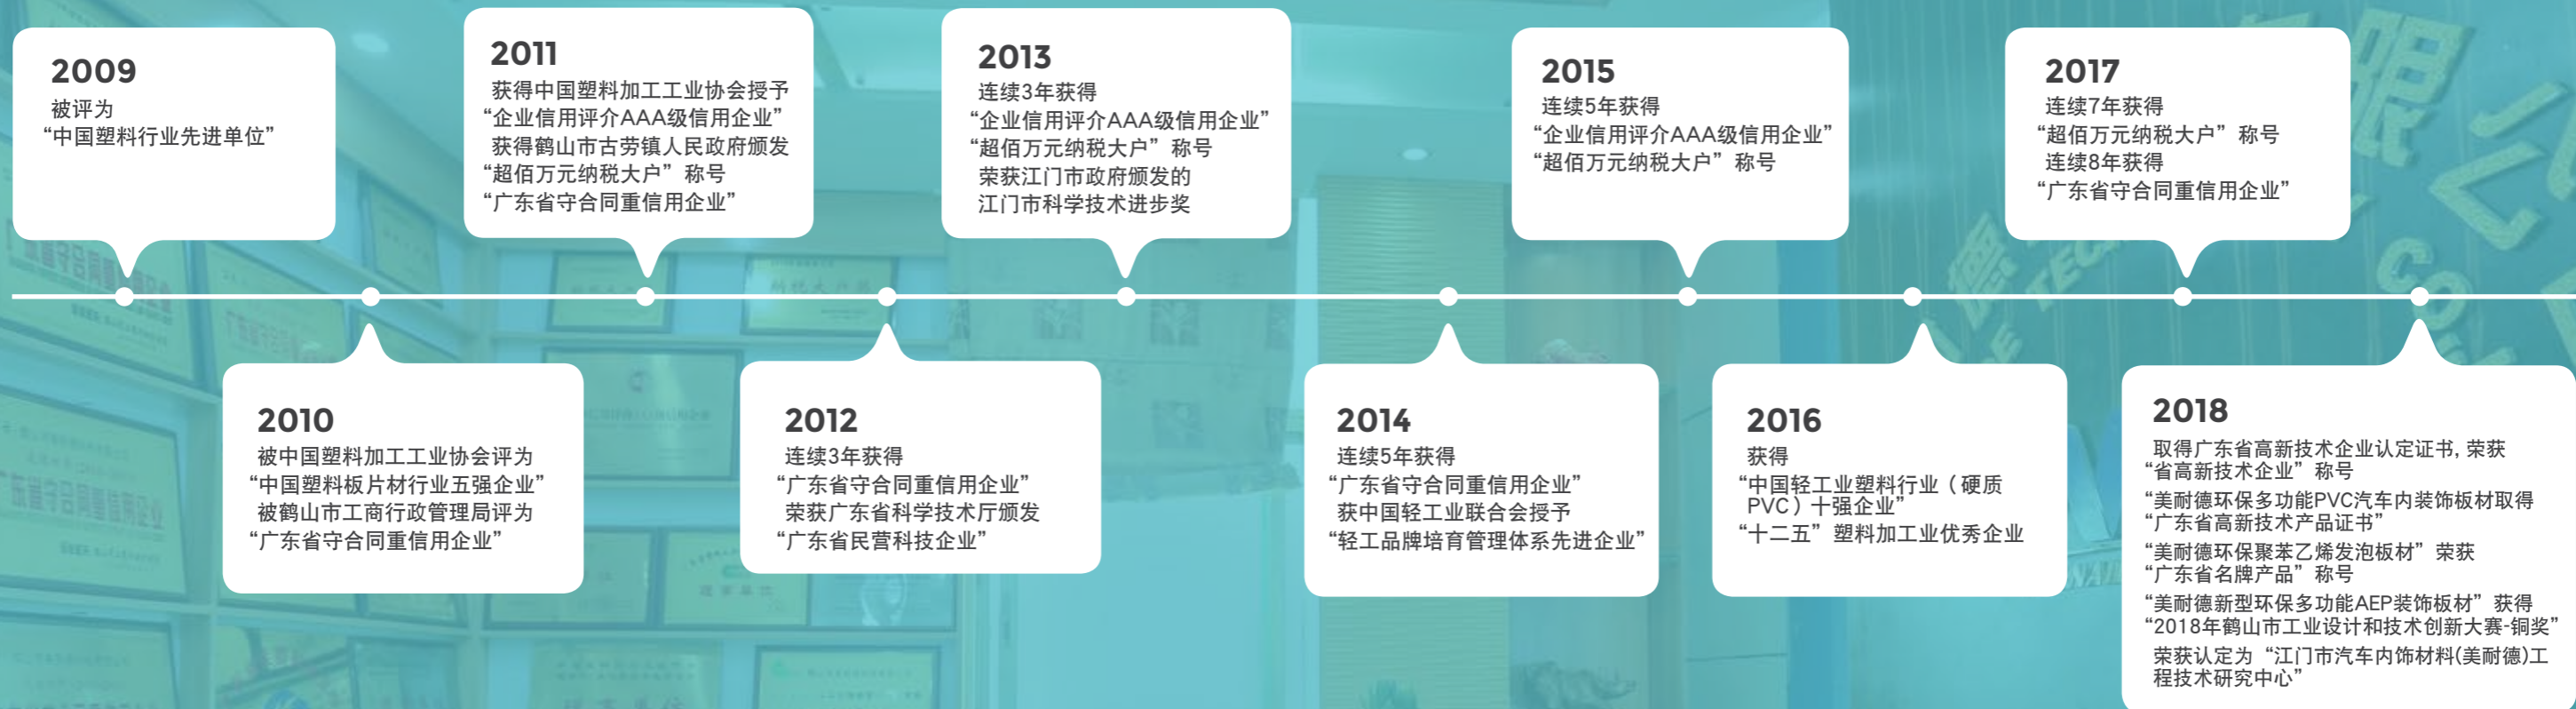 2009
被评为
“中国塑料行业先进单位”
2011
获得中国塑料加工工业协会授予
“企业信用评介AAA级信用企业”
获得鹤山市古劳镇人民政府颁发
“超佰万元纳税大户”称号
“广东省守合同重信用企业”
2013
连续3年获得
“企业信用评介AAA级信用企业”
“超佰万元纳税大户”称号
荣获江门市政府颁发的
江门市科学技术进步奖
2015
连续5年获得
“企业信用评介AAA级信用企业”
“超佰万元纳税大户”称号
2017
连续7年获得
“超佰万元纳税大户”称号
连续8年获得
“广东省守合同重信用企业”
2010
被中国塑料加工工业协会评为
“中国塑料板片材行业五强企业”
被鹤山市工商行政管理局评为
“广东省守合同重信用企业”
2012
连续3年获得
“广东省守合同重信用企业”
荣获广东省科学技术厅颁发
“广东省民营科技企业”
2014
连续5年获得
“广东省守合同重信用企业”
获中国轻工业联合会授予
“轻工品牌培育管理体系先进企业”
2016
获得
“中国轻工业塑料行业（硬质
PVC）十强企业”
“十二五”塑料加工业优秀企业
2018
取得广东省高新技术企业认定证书, 荣获
“省高新技术企业”称号
“美耐德环保多功能PVC汽车内装饰板材取得
“广东省高新技术产品证书”
“美耐德环保聚苯乙烯发泡板材”荣获
“广东省名牌产品”称号
“美耐德新型环保多功能AEP装饰板材”获得
“2018年鹤山市工业设计和技术创新大赛-铜奖”
荣获认定为“江门市汽车内饰材料(美耐德)工
程技术研究中心”